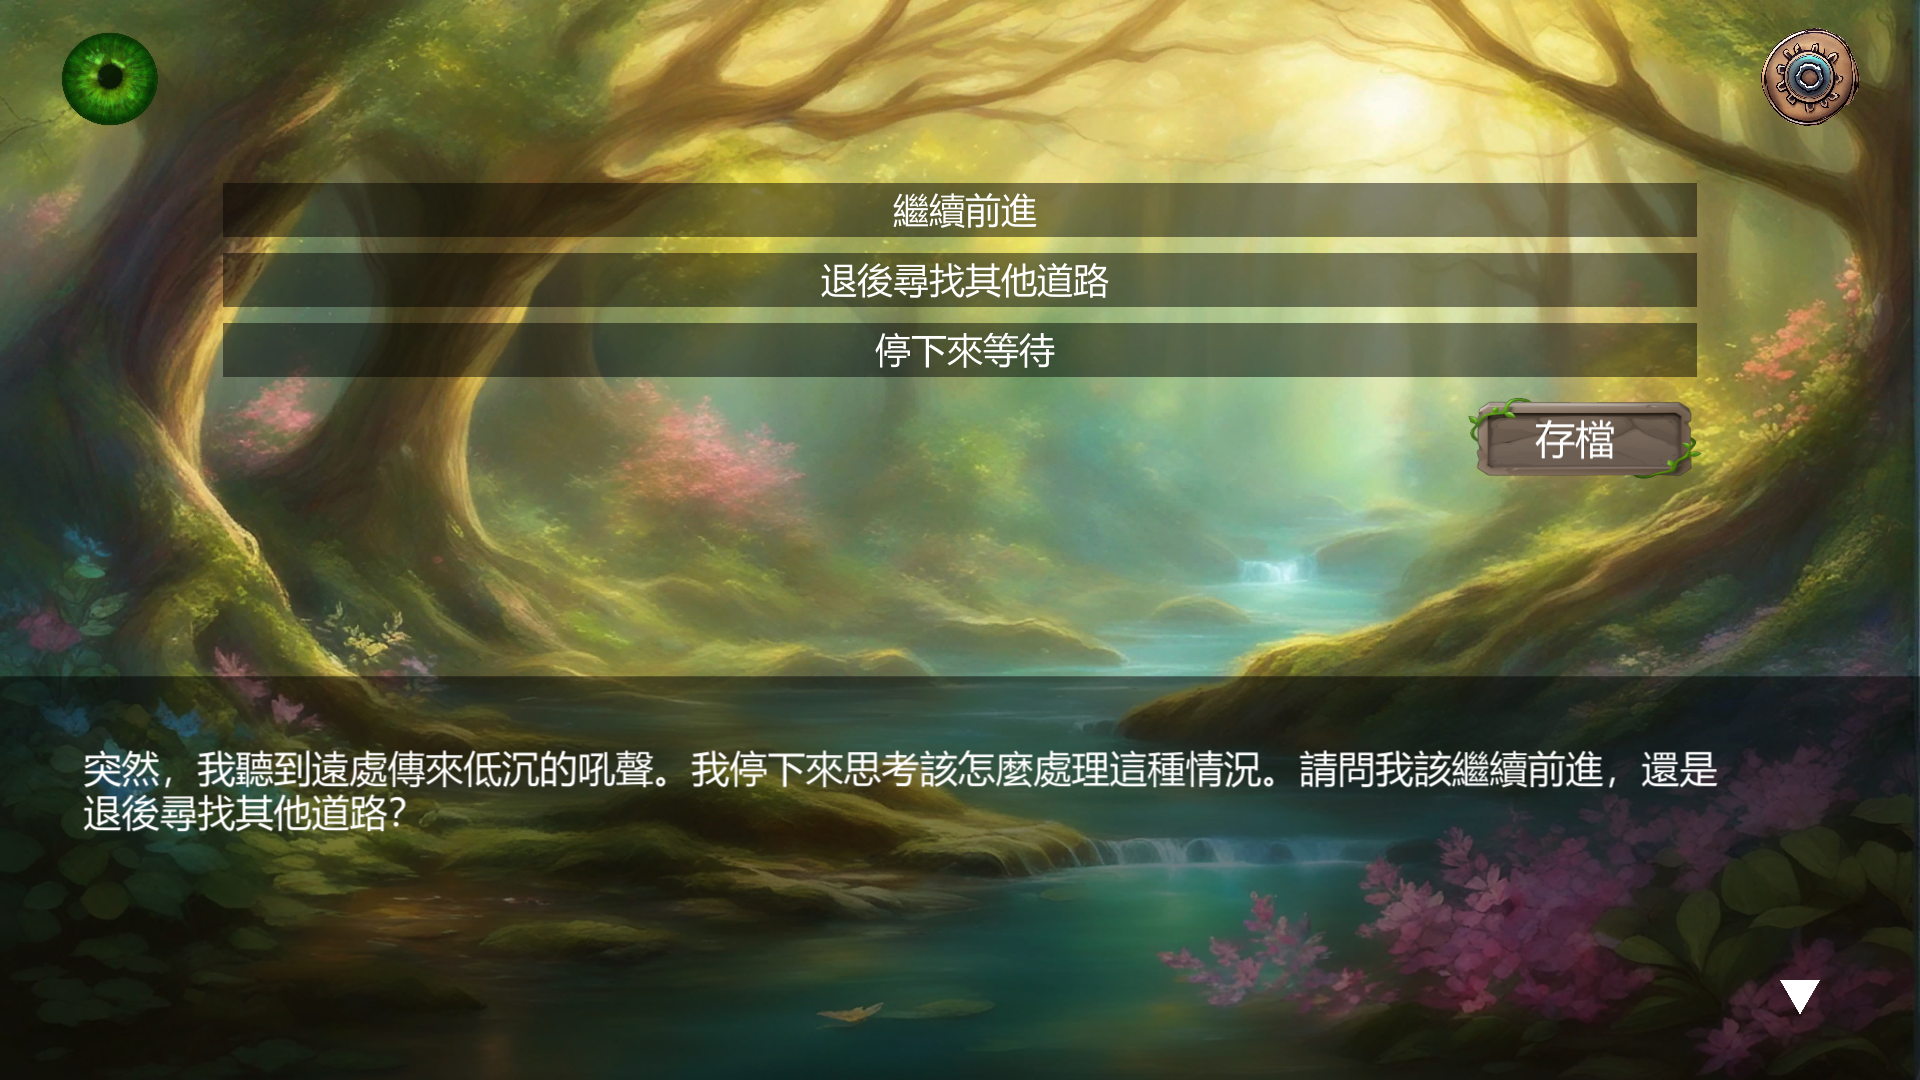 繼續前進
退後尋找其他道路
停下來等待
存檔
突然，我聽到遠處傳來低沉的吼聲。我停下來思考該怎麼處理這種情況。請問我該繼續前進，還是
退後尋找其他道路？